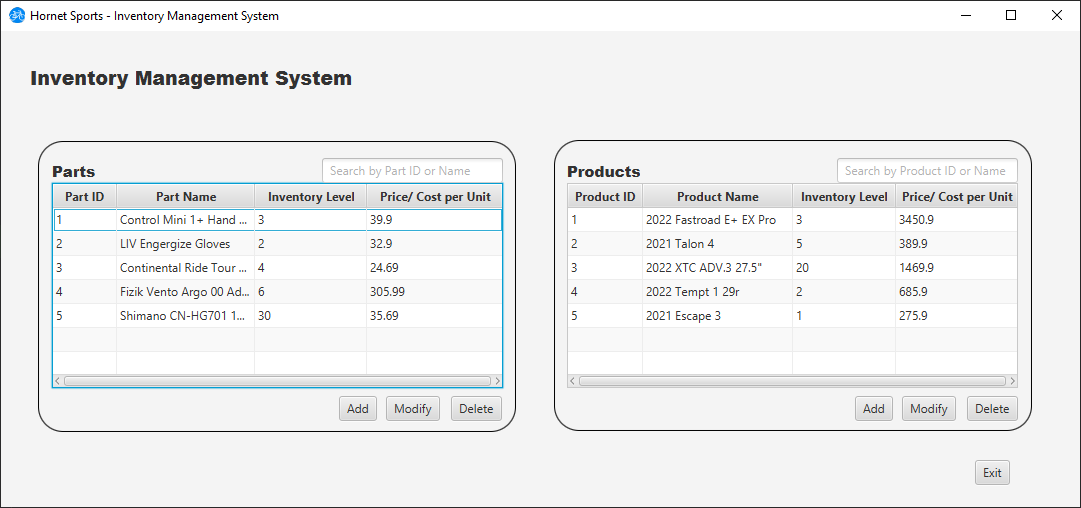 Hornet Sports - Inventory Management System
Inventory Management System
Parts
Search by Part ID or Name
Part ID Part Name Inventory Level Price/ Cost per Unit
1 Control Mini 1+ Hand ... 3 39.9
2 LIV Engergize Gloves 2 32.9
3 Continental Ride Tour ... 4 24.69
4 Fizik Vento Argo 00 Ad... 6 305.99
5 Shimano CN-HG701 1... 30 35.69
Add Modify Delete
Products
Search by Product ID or Name
Product ID Product Name Inventory Level Price/ Cost per Unit
1 2022 Fastroad E+ EX Pro 3 3450.9
2 2021 Talon 4 5 389.9
3 2022 XTC ADV.3 27.5" 20 1469.9
4 2022 Tempt 1 29r 2 685.9
5 2021 Escape 3 1 275.9
Add Modify Delete
Exit